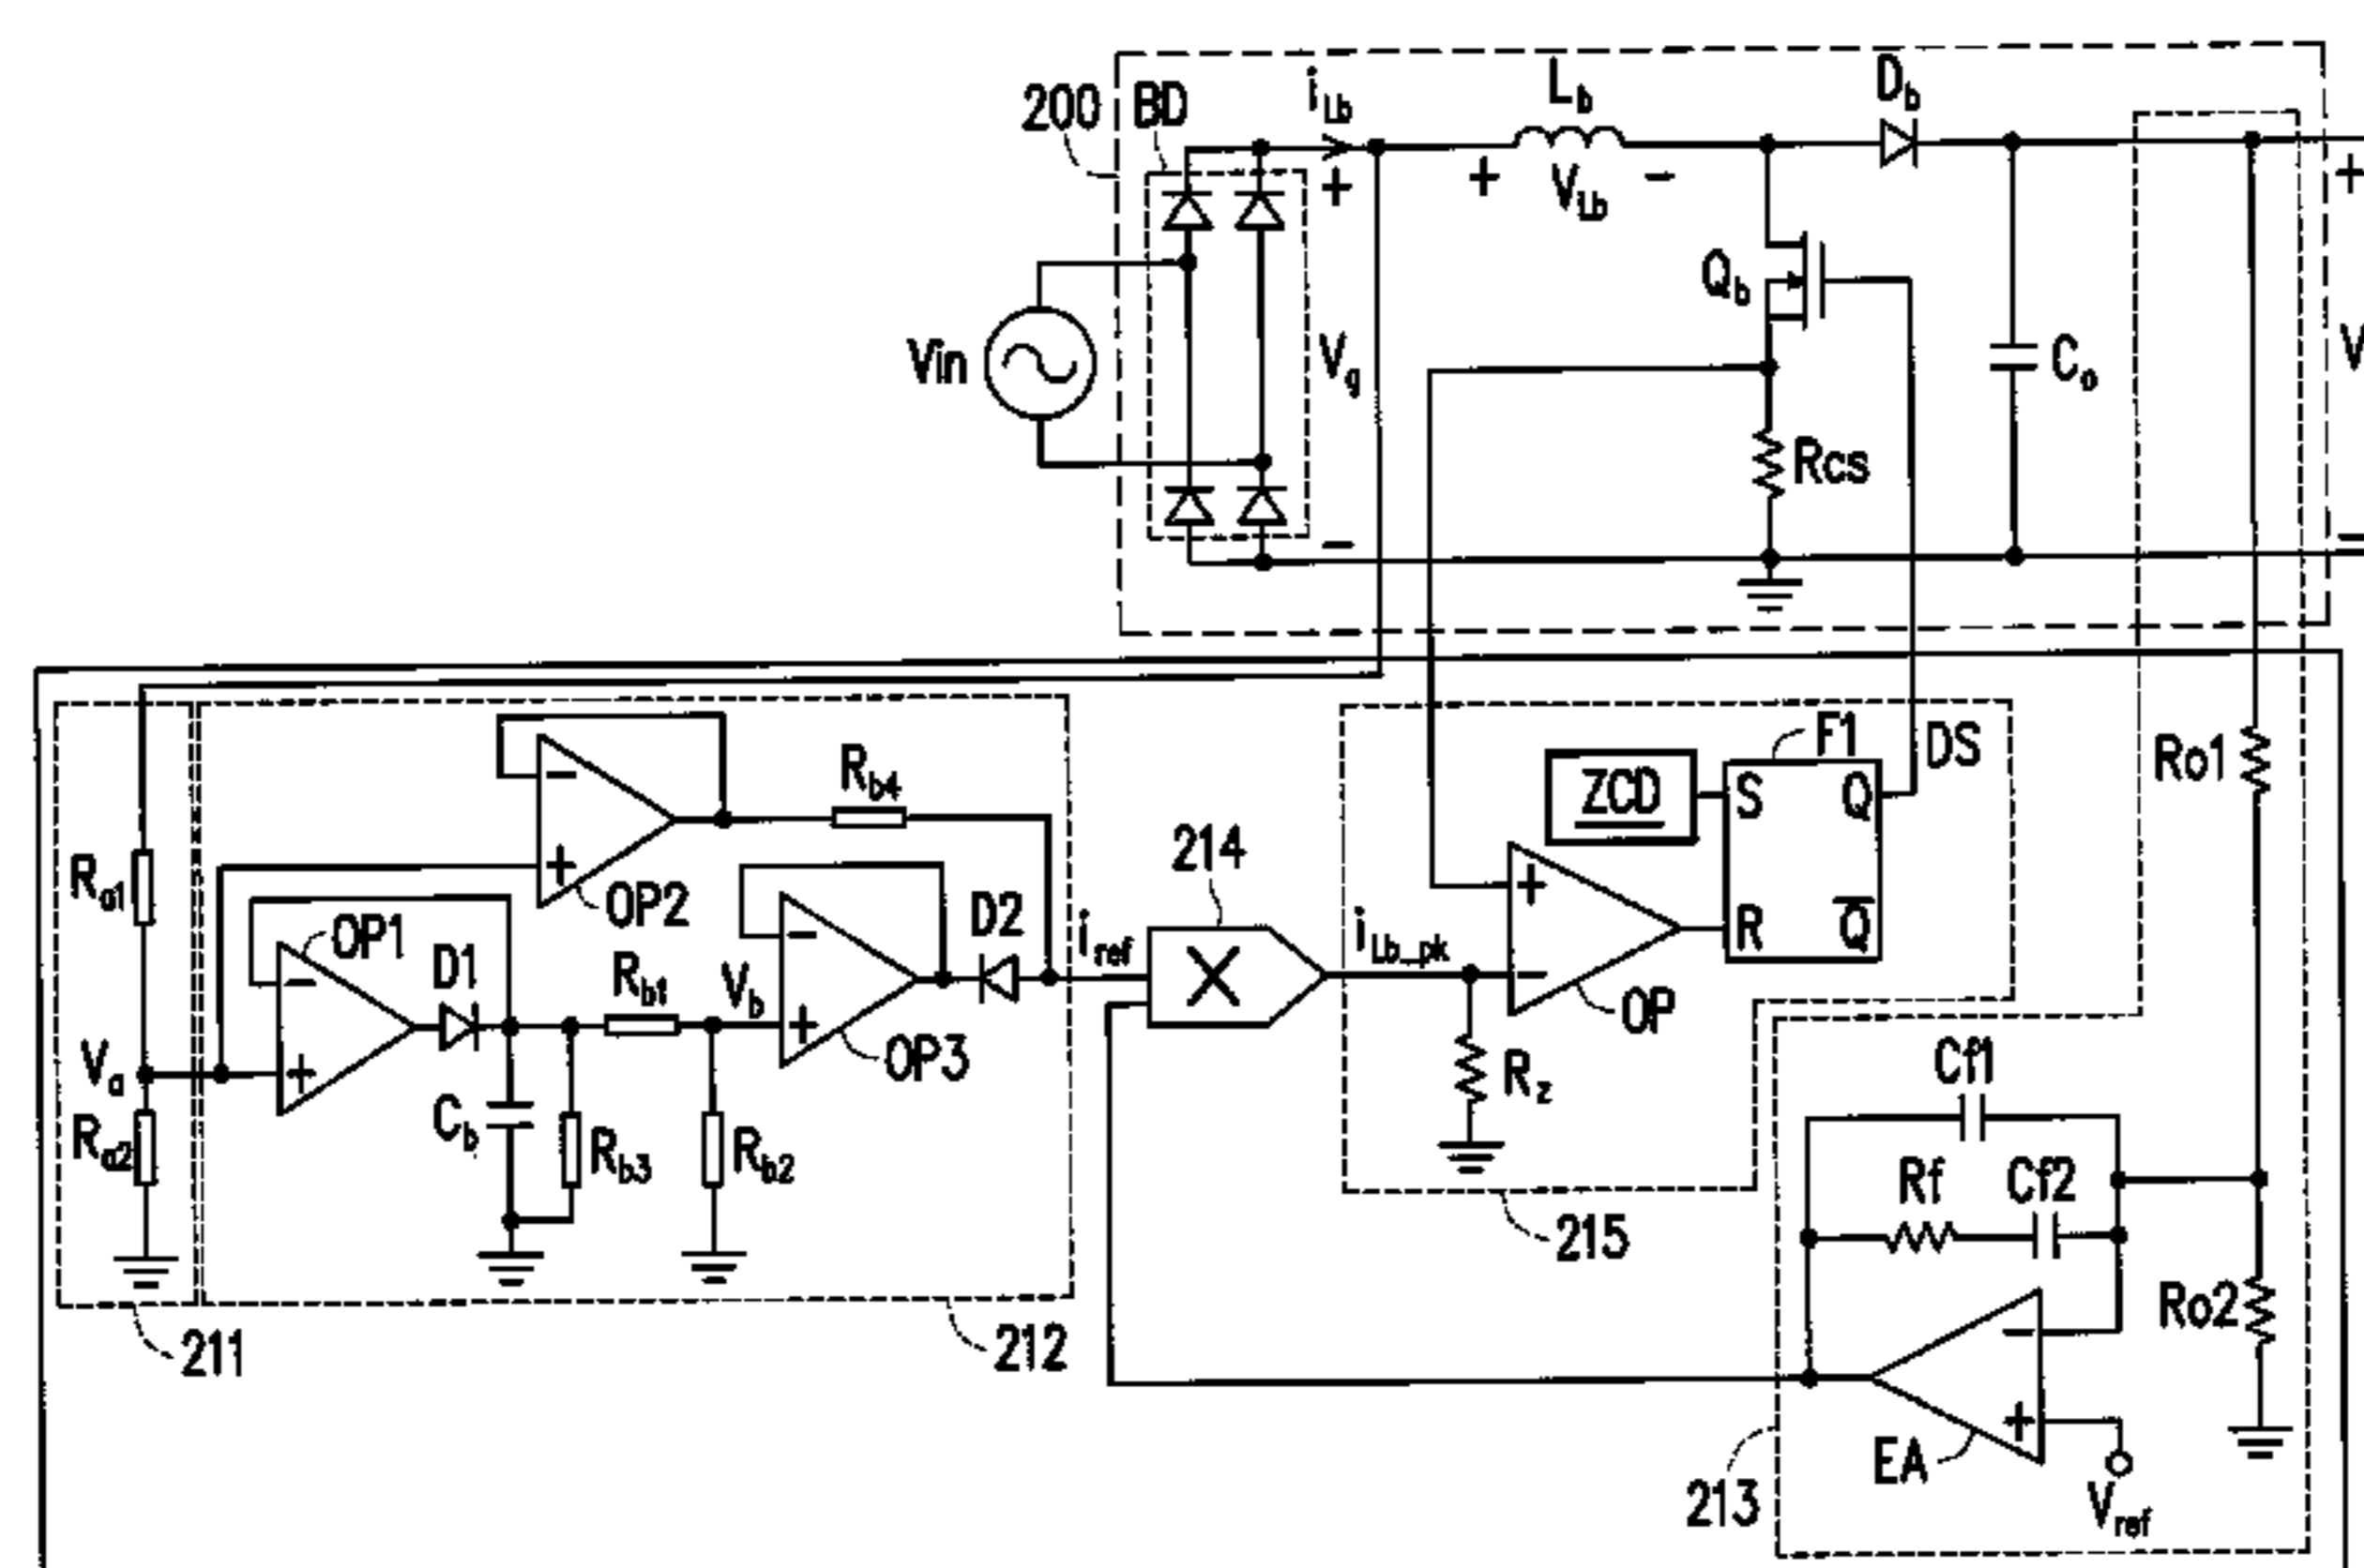 200
BD
i_Lb
L_b
D_b
+
+
V_Lb
−
+
Q_b
Vin
V_g
C_o
V
Rcs
−
−
F1
DS
R_b4
ZCD
S
Q
Ro1
214
R_a1
OP2
OP1
D1
D2
i_ref
i_Lb_pk
R
Q̅
R_b1
V_b
X
OP
V_a
OP3
Cf1
R_a2
C_b
R_b3
R_b2
R_z
Rf
Cf2
215
Ro2
211
212
EA
213
V_ref